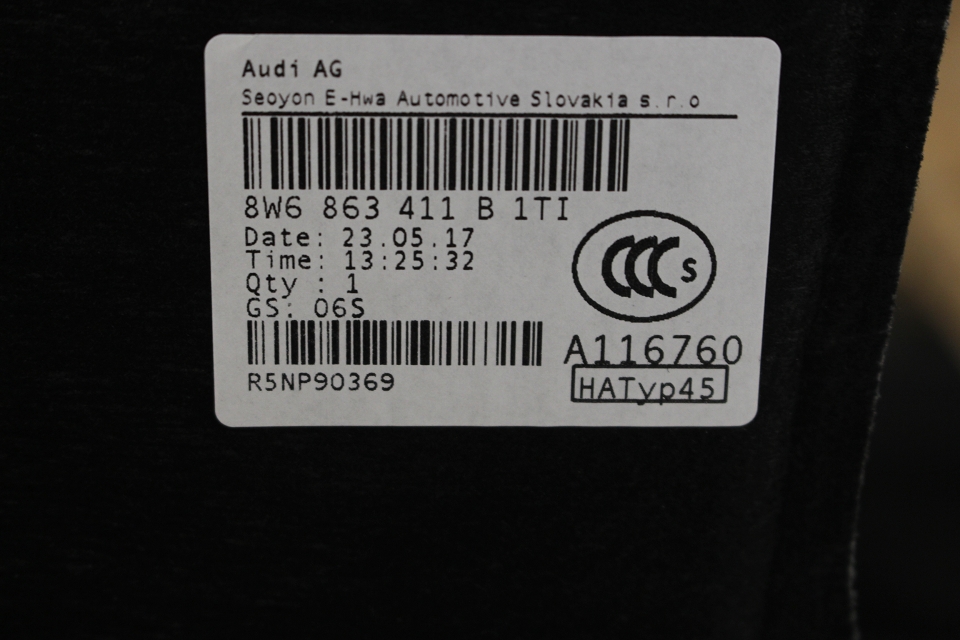 Audi AG
Seoyon E-Hwa Automotive Slovakia s.r.o
8W6 863 411 B 1TI
Date: 23.05.17
Time: 13:25:32
Qty : 1
GS: 06S
CCC S
A116760
R5NP90369
HATyp45